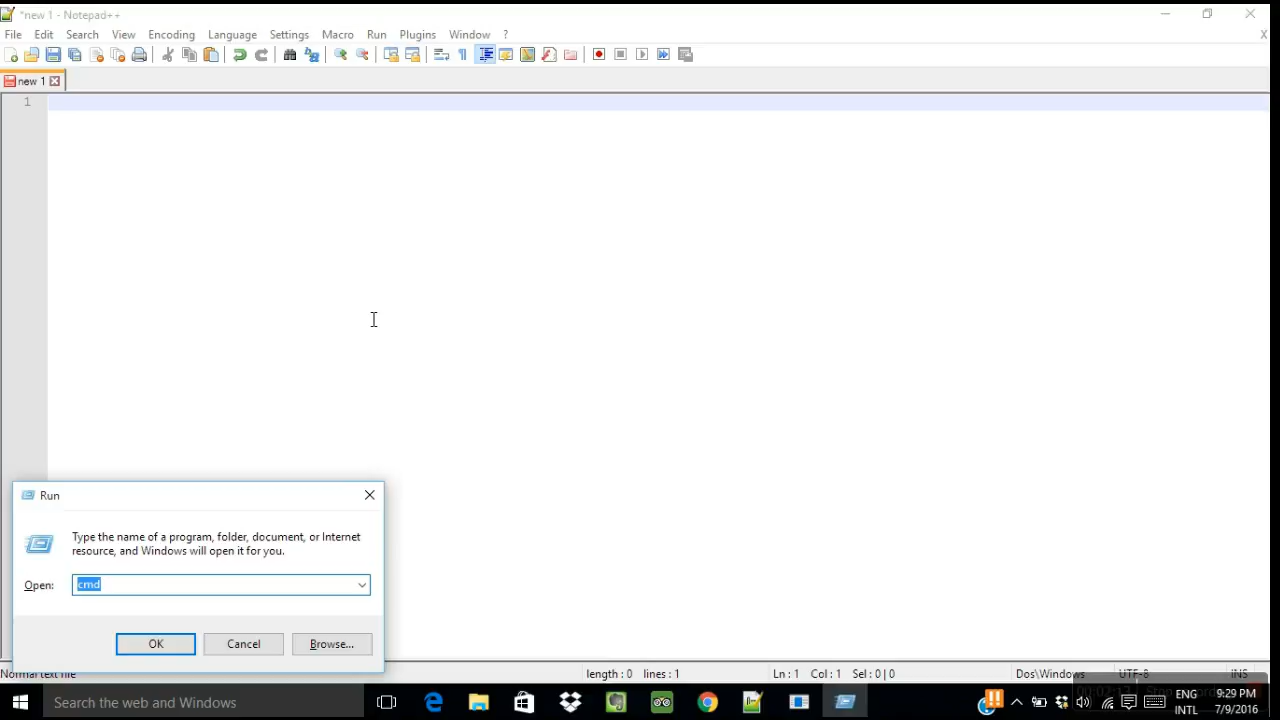 *new 1 - Notepad++
File Edit Search View Encoding Language Settings Macro Run Plugins Window ? X
new 1
1
Run
Type the name of a program, folder, document, or Internet
resource, and Windows will open it for you.
Open: cmd
OK Cancel Browse...
Normal text file length : 0 lines : 1 Ln : 1 Col : 1 Sel : 0 | 0 Dos\Windows UTF-8 INS
Search the web and Windows
ENG
INTL
9:29 PM
7/9/2016